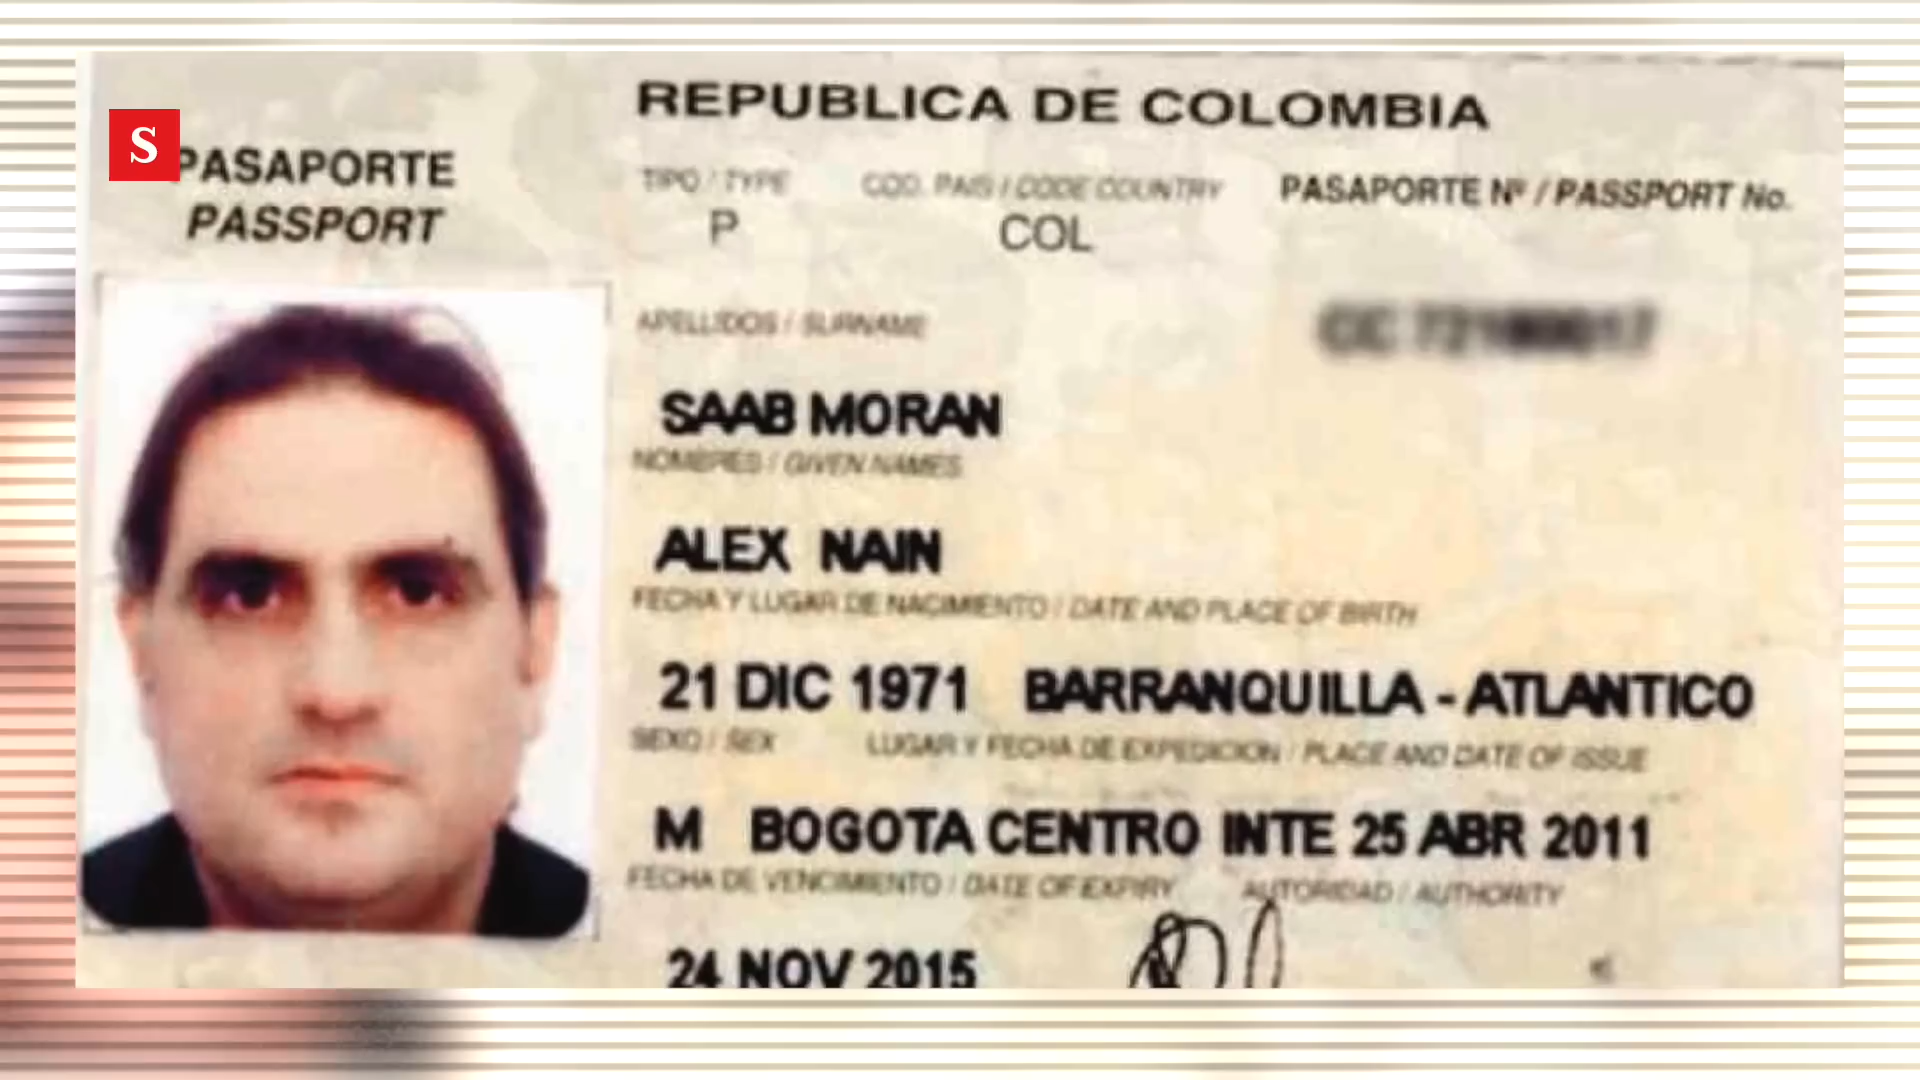 S
PASAPORTE
PASSPORT
REPUBLICA DE COLOMBIA
TIPO / TYPE COD. PAIS / CODE COUNTRY PASAPORTE Nº / PASSPORT No.
P COL
APELLIDOS / SURNAME
SAAB MORAN
NOMBRES / GIVEN NAMES
ALEX NAIN
FECHA Y LUGAR DE NACIMIENTO / DATE AND PLACE OF BIRTH
21 DIC 1971 BARRANQUILLA - ATLANTICO
SEXO / SEX LUGAR Y FECHA DE EXPEDICION / PLACE AND DATE OF ISSUE
M BOGOTA CENTRO INTE 25 ABR 2011
FECHA DE VENCIMIENTO / DATE OF EXPIRY AUTORIDAD / AUTHORITY
24 NOV 2015